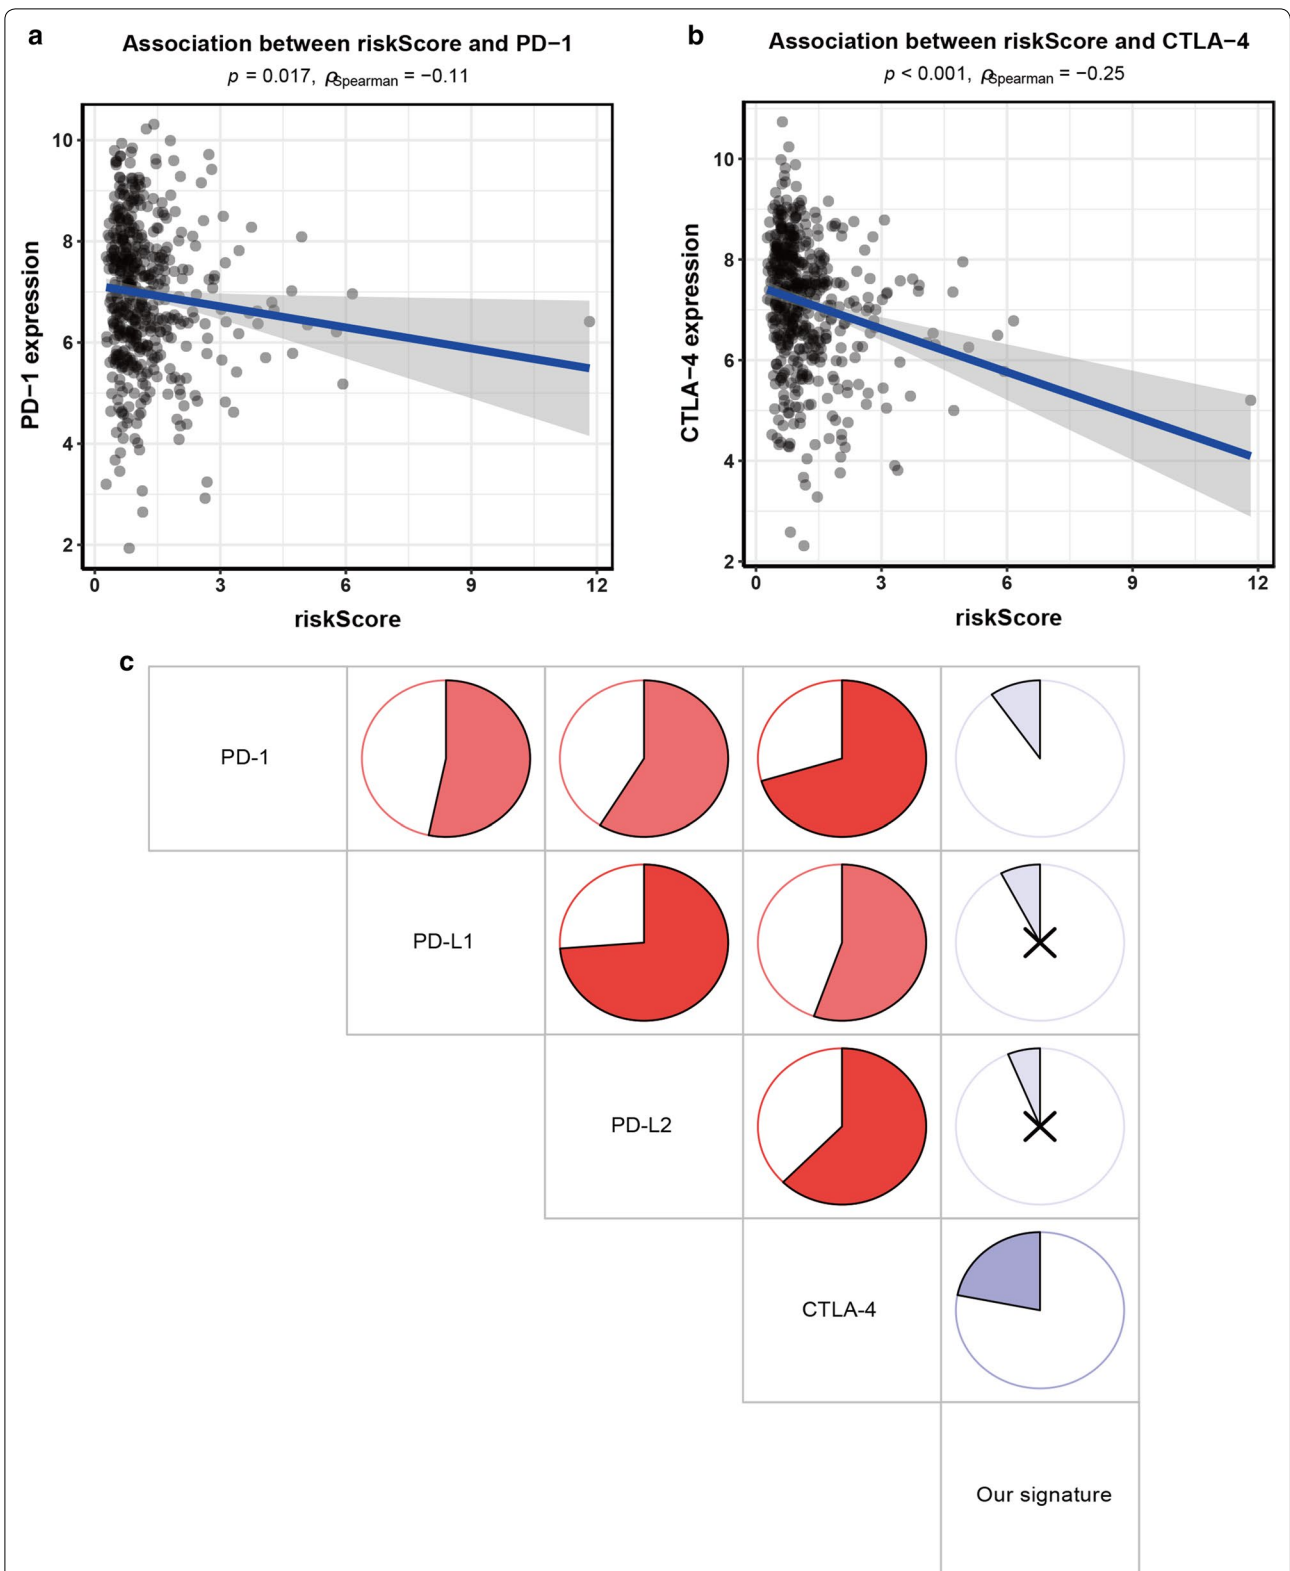 a
Association between riskScore and PD−1
p = 0.017, ρSpearman = −0.11
10
8
6
4
2
PD−1 expression
0 3 6 9 12
riskScore
b
Association between riskScore and CTLA−4
p < 0.001, ρSpearman = −0.25
10
8
6
4
2
CTLA−4 expression
0 3 6 9 12
riskScore
c
PD-1
PD-L1
PD-L2
CTLA-4
Our signature